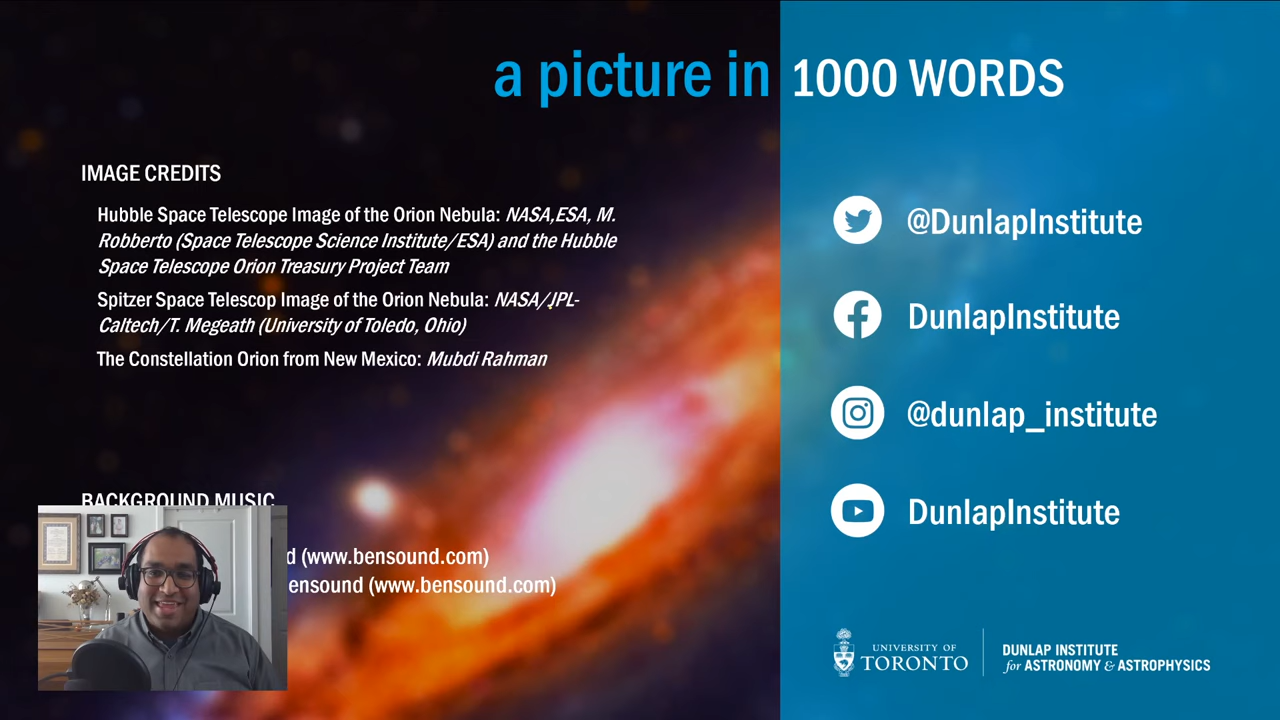 a picture in 1000 WORDS
IMAGE CREDITS
Hubble Space Telescope Image of the Orion Nebula: NASA,ESA, M.
Robberto (Space Telescope Science Institute/ESA) and the Hubble
Space Telescope Orion Treasury Project Team
Spitzer Space Telescop Image of the Orion Nebula: NASA/JPL-
Caltech/T. Megeath (University of Toledo, Ohio)
The Constellation Orion from New Mexico: Mubdi Rahman
BACKGROUND MUSIC
d (www.bensound.com)
ensound (www.bensound.com)
@DunlapInstitute
DunlapInstitute
@dunlap_institute
DunlapInstitute
UNIVERSITY OF
TORONTO
DUNLAP INSTITUTE
for ASTRONOMY & ASTROPHYSICS